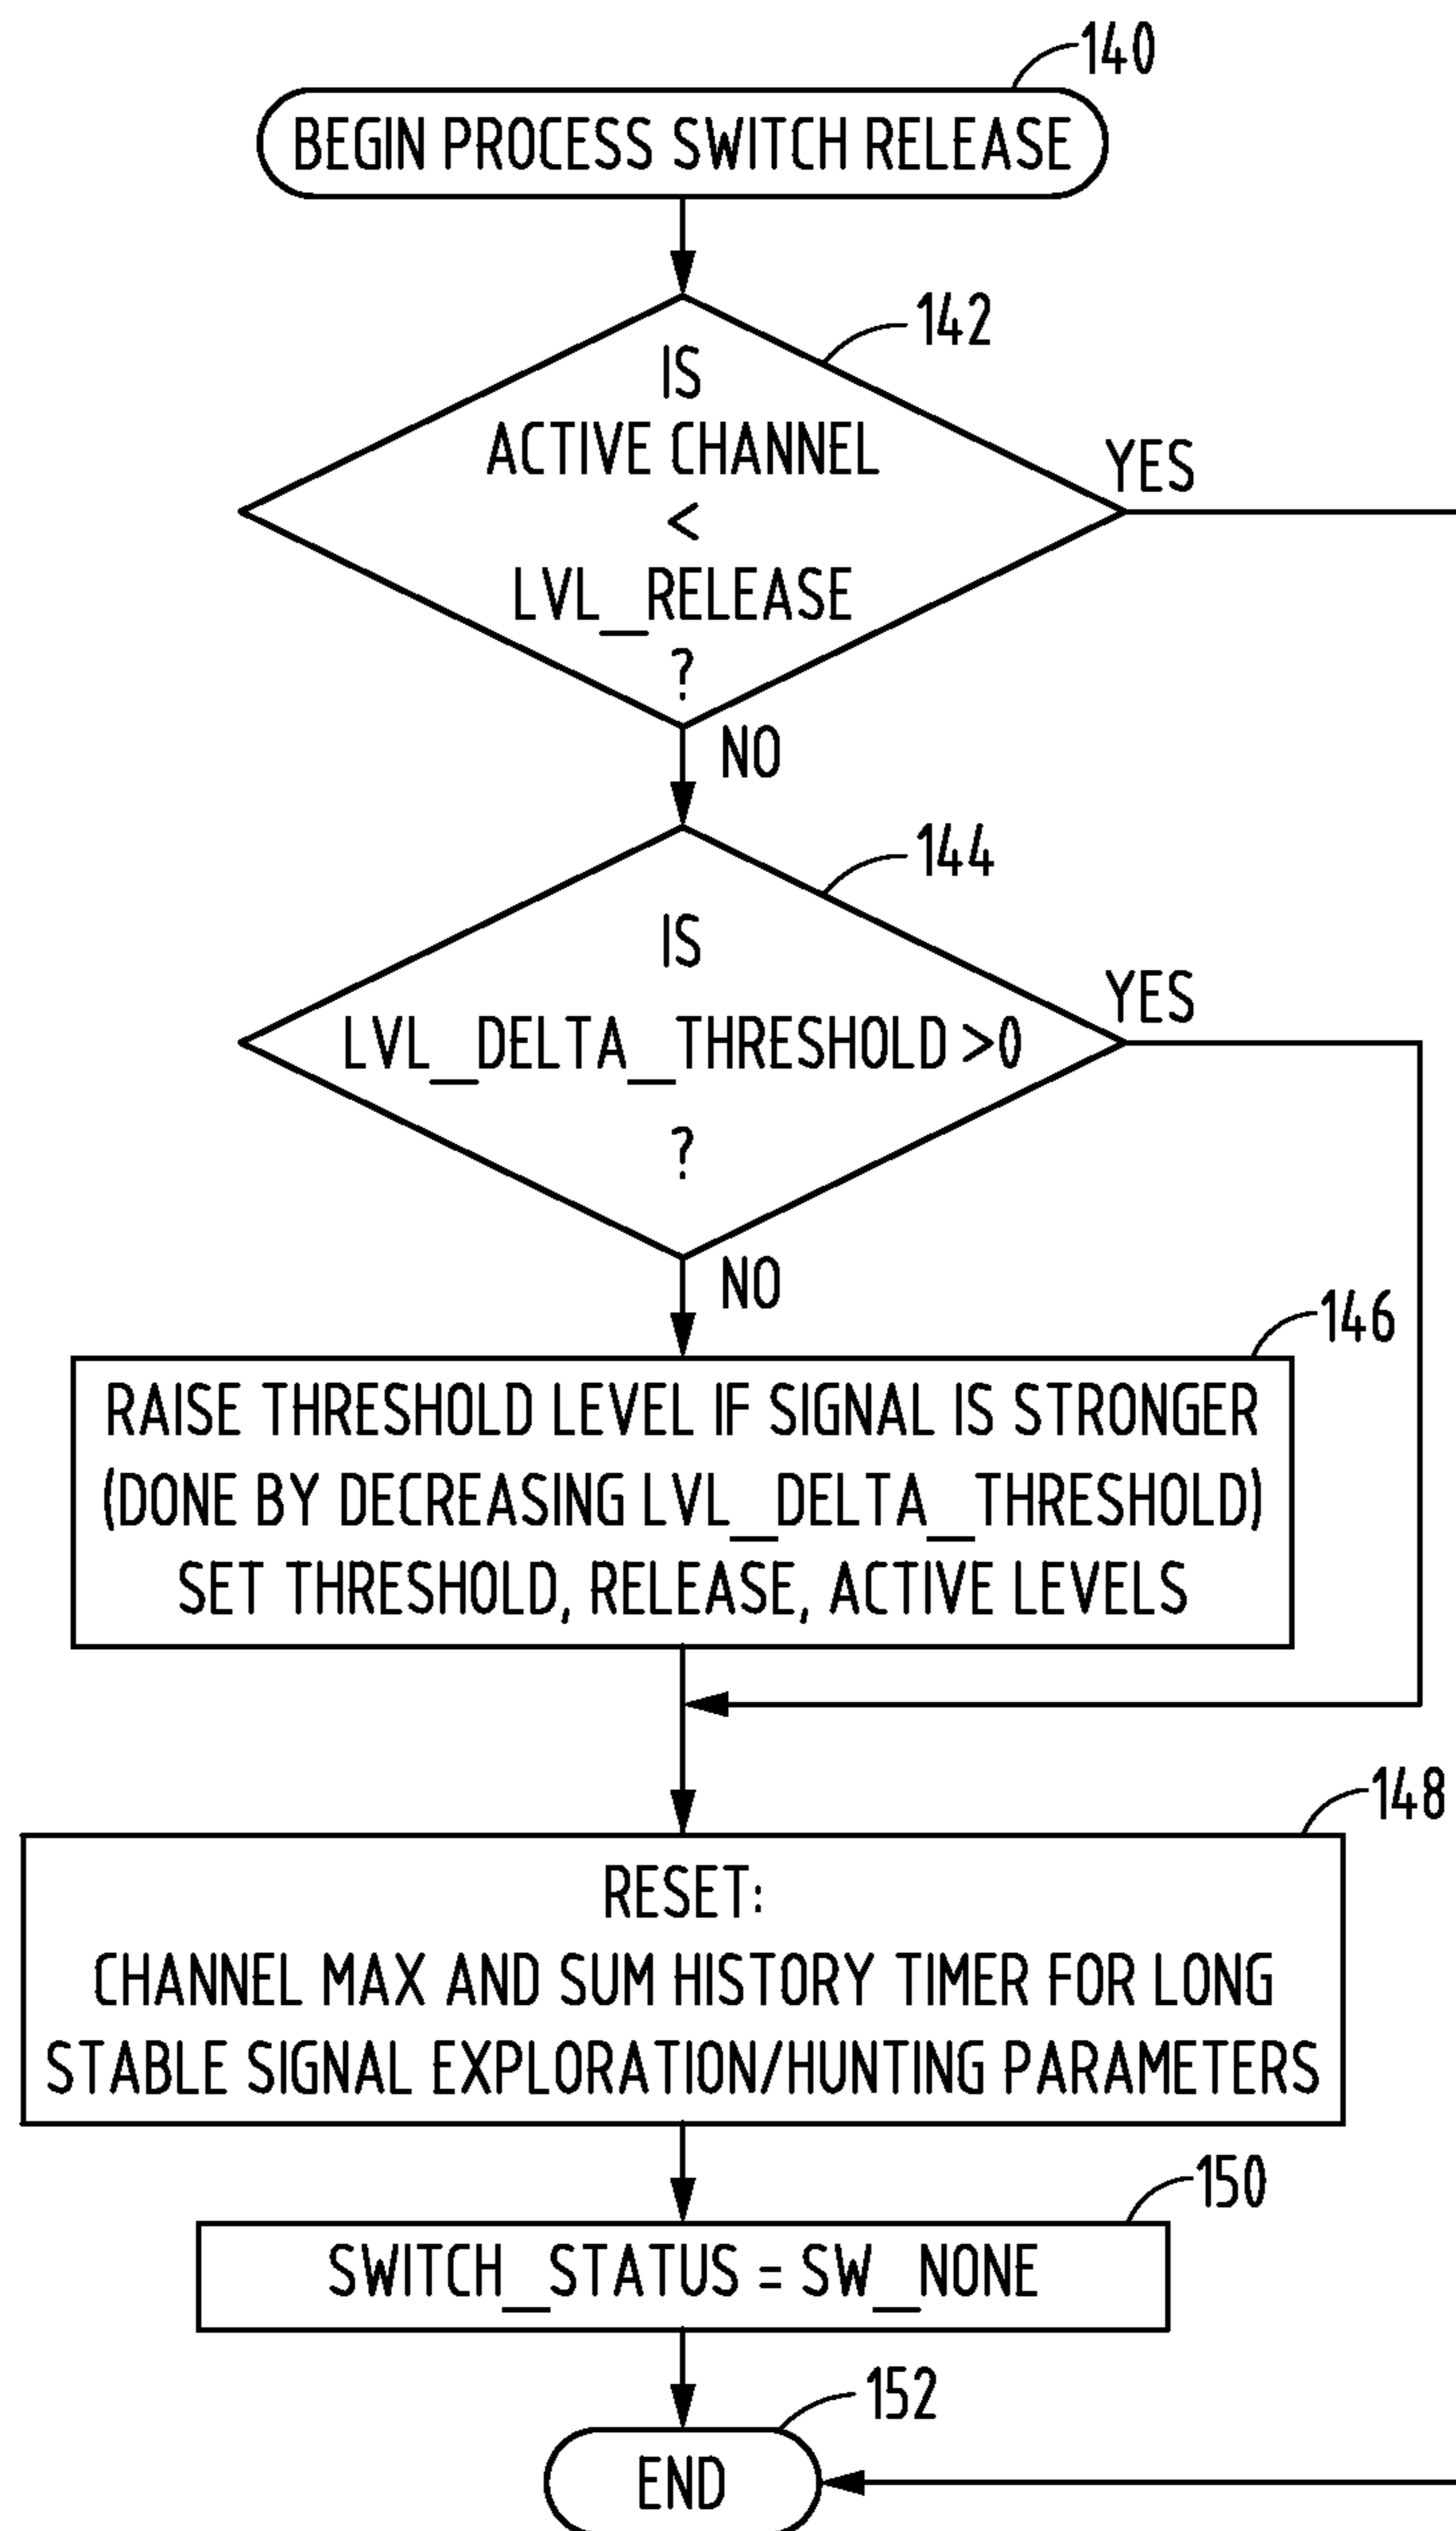 140
BEGIN PROCESS SWITCH RELEASE
142
IS
ACTIVE CHANNEL
<
LVL_RELEASE
?
YES
NO
144
IS
LVL_DELTA_THRESHOLD >0
?
YES
NO
146
RAISE THRESHOLD LEVEL IF SIGNAL IS STRONGER
(DONE BY DECREASING LVL_DELTA_THRESHOLD)
SET THRESHOLD, RELEASE, ACTIVE LEVELS
148
RESET:
CHANNEL MAX AND SUM HISTORY TIMER FOR LONG
STABLE SIGNAL EXPLORATION/HUNTING PARAMETERS
150
SWITCH_STATUS = SW_NONE
152
END